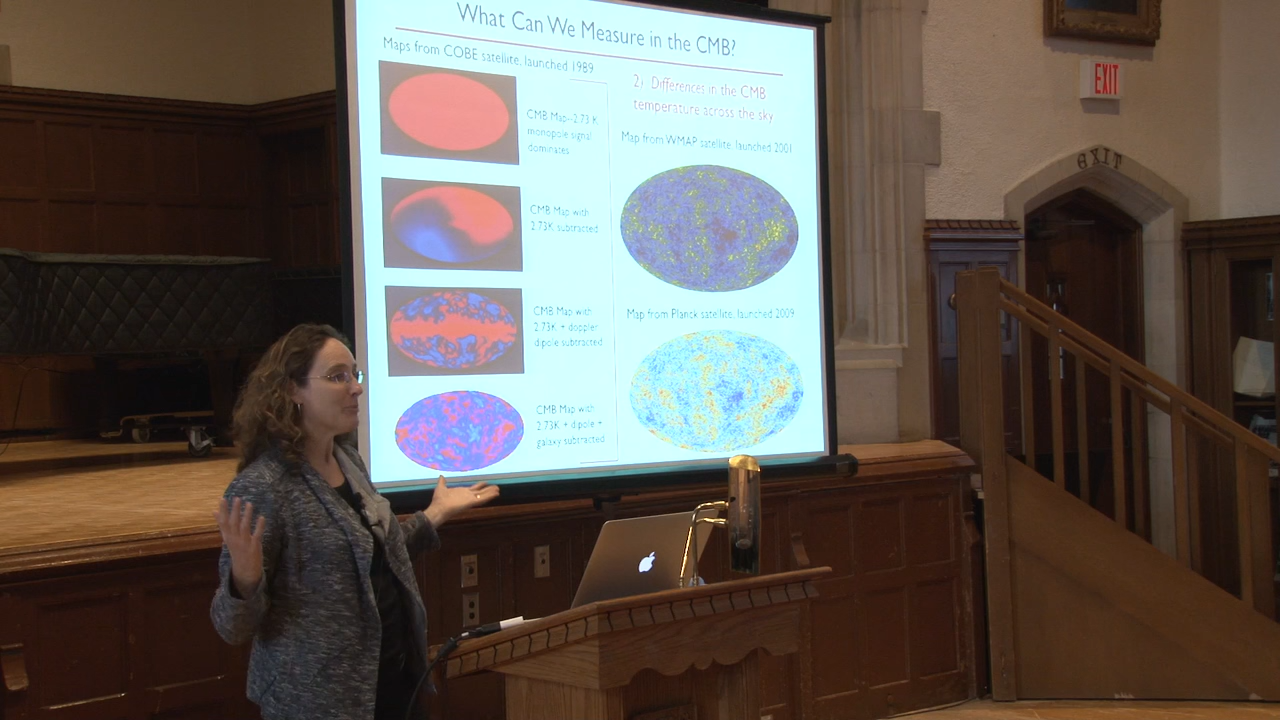 What Can We Measure in the CMB?
Maps from COBE satellite, launched 1989
CMB Map--2.73 K
monopole signal
dominates
CMB Map with
2.73K subtracted
CMB Map with
2.73K + doppler
dipole subtracted
CMB Map with
2.73K + dipole +
galaxy subtracted
2) Differences in the CMB
temperature across the sky
Map from WMAP satellite, launched 2001
Map from Planck satellite, launched 2009
EXIT
EXIT